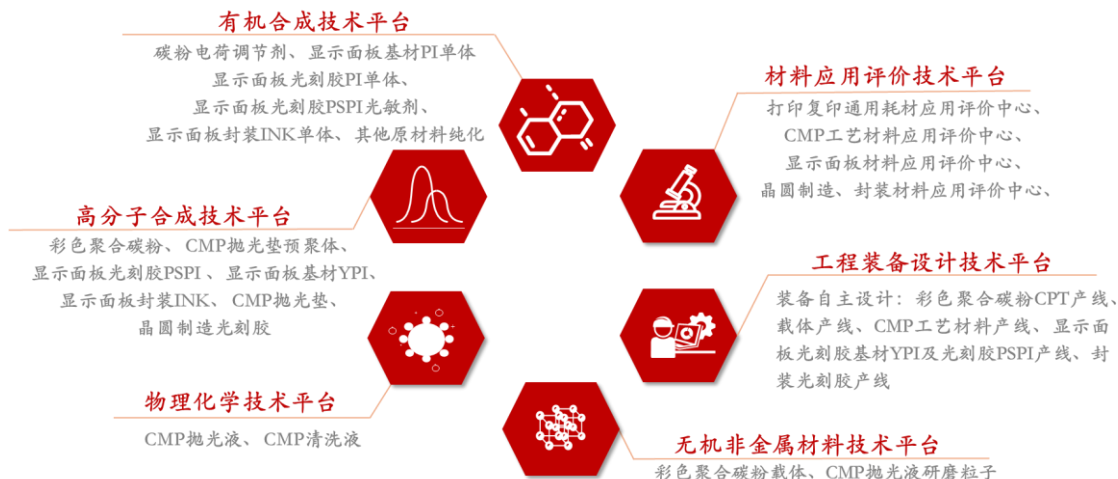 有机合成技术平台
碳粉电荷调节剂、显示面板基材PI单体
显示面板光刻胶PI单体、
显示面板光刻胶PSPI光敏剂、
显示面板封装INK单体、其他原材料纯化
材料应用评价技术平台
打印复印通用耗材应用评价中心、
CMP工艺材料应用评价中心、
显示面板材料应用评价中心、
晶圆制造、封装材料应用评价中心、
高分子合成技术平台
彩色聚合碳粉、CMP抛光垫预聚体、
显示面板光刻胶PSPI 、显示面板基材YPI、
显示面板封装INK、CMP抛光垫、
晶圆制造光刻胶
工程装备设计技术平台
装备自主设计：彩色聚合碳粉CPT产线、
载体产线、CMP工艺材料产线、显示面
板光刻胶基材YPI及光刻胶PSPI产线、封
装光刻胶产线
物理化学技术平台
CMP抛光液、CMP清洗液
无机非金属材料技术平台
彩色聚合碳粉载体、CMP抛光液研磨粒子